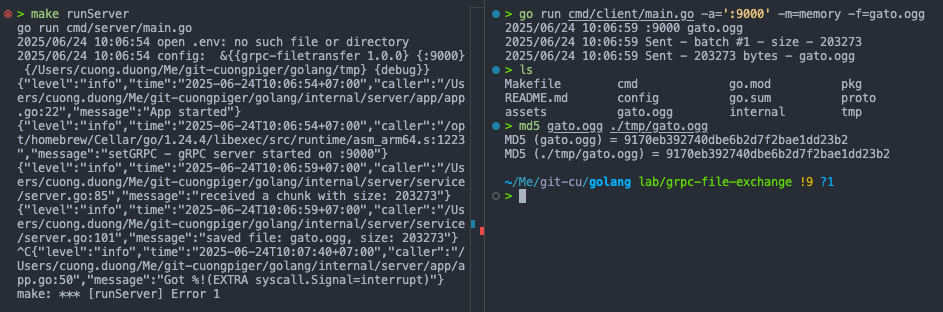 > make runServer
go run cmd/server/main.go
2025/06/24 10:06:54 open .env: no such file or directory
2025/06/24 10:06:54 config:  &{{grpc-filetransfer 1.0.0} {:9000}
 {/Users/cuong.duong/Me/git-cuongpiger/golang/tmp} {debug}}
{"level":"info","time":"2025-06-24T10:06:54+07:00","caller":"/Us
ers/cuong.duong/Me/git-cuongpiger/golang/internal/server/app/app
.go:22","message":"App started"}
{"level":"info","time":"2025-06-24T10:06:54+07:00","caller":"/op
t/homebrew/Cellar/go/1.24.4/libexec/src/runtime/asm_arm64.s:1223
","message":"setGRPC - gRPC server started on :9000"}
{"level":"info","time":"2025-06-24T10:06:59+07:00","caller":"/Us
ers/cuong.duong/Me/git-cuongpiger/golang/internal/server/service
/server.go:85","message":"received a chunk with size: 203273"}
{"level":"info","time":"2025-06-24T10:06:59+07:00","caller":"/Us
ers/cuong.duong/Me/git-cuongpiger/golang/internal/server/service
/server.go:101","message":"saved file: gato.ogg, size: 203273"}
^C{"level":"info","time":"2025-06-24T10:07:40+07:00","caller":"/
Users/cuong.duong/Me/git-cuongpiger/golang/internal/server/app/a
pp.go:50","message":"Got %!(EXTRA syscall.Signal=interrupt)"}
make: *** [runServer] Error 1
> go run cmd/client/main.go -a=':9000' -m=memory -f=gato.ogg
2025/06/24 10:06:59 :9000 gato.ogg
2025/06/24 10:06:59 Sent - batch #1 - size - 203273
2025/06/24 10:06:59 Sent - 203273 bytes - gato.ogg
> ls
Makefile cmd go.mod pkg
README.md config go.sum proto
assets gato.ogg internal tmp
> md5 gato.ogg ./tmp/gato.ogg
MD5 (gato.ogg) = 9170eb392740dbe6b2d7f2bae1dd23b2
MD5 (./tmp/gato.ogg) = 9170eb392740dbe6b2d7f2bae1dd23b2
~/Me/git-cu/golang lab/grpc-file-exchange !9 ?1
>